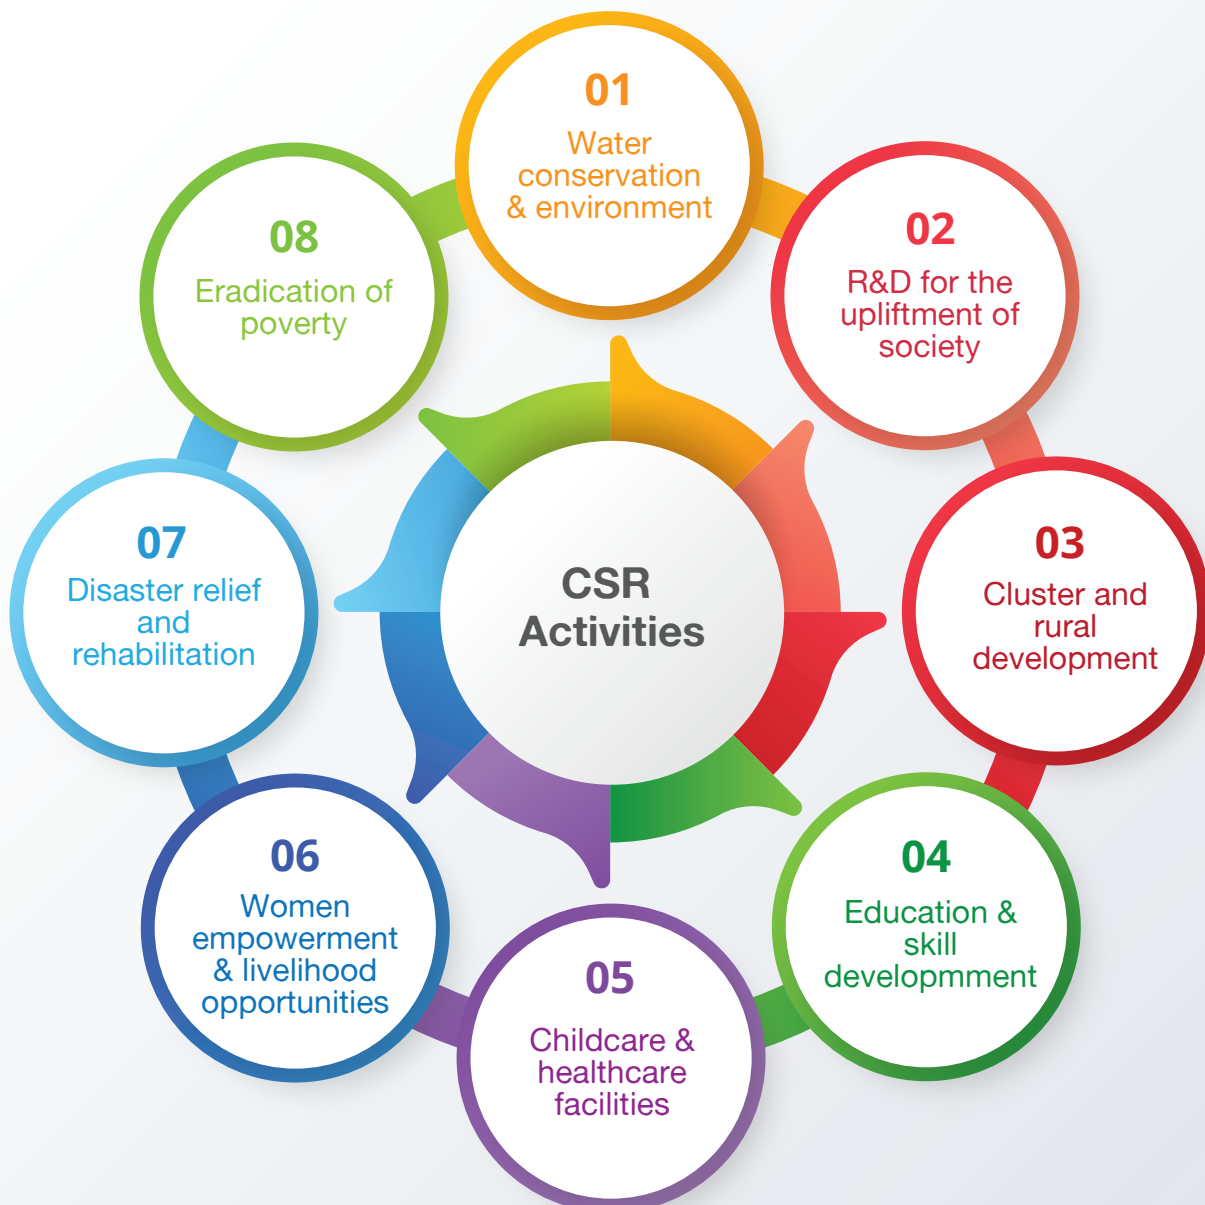 01
Water
conservation
& environment
02
R&D for the
upliftment of
society
03
Cluster and
rural
development
04
Education &
skill
developmment
05
Childcare &
healthcare
facilities
06
Women
empowerment
& livelihood
opportunities
07
Disaster relief
and
rehabilitation
08
Eradication of
poverty
CSR
Activities